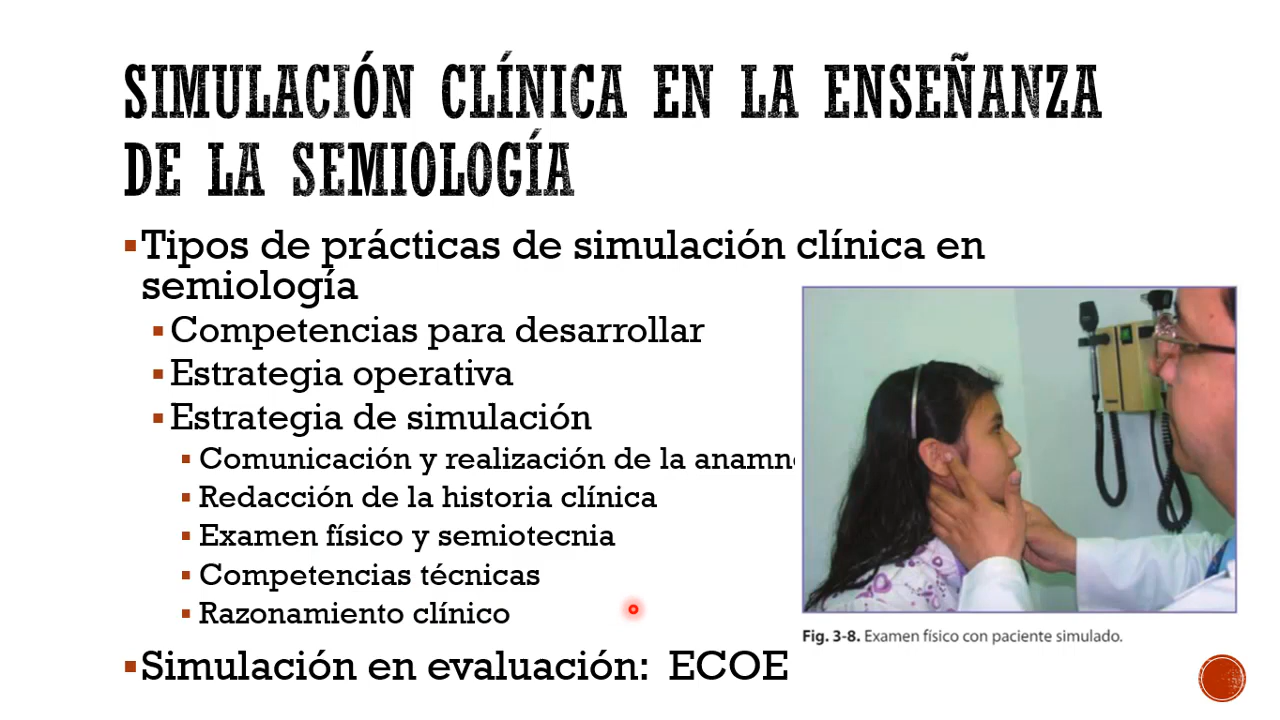 SIMULACIÓN CLÍNICA EN LA ENSEÑANZA
DE LA SEMIOLOGÍA
Tipos de prácticas de simulación clínica en
semiología
Competencias para desarrollar
Estrategia operativa
Estrategia de simulación
Comunicación y realización de la
Redacción de la historia clínica
Examen físico y semiotecnia
Competencias técnicas
Razonamiento clínico
Simulación en evaluación: ECOE
Fig. 3-8. Examen físico con paciente simulado.